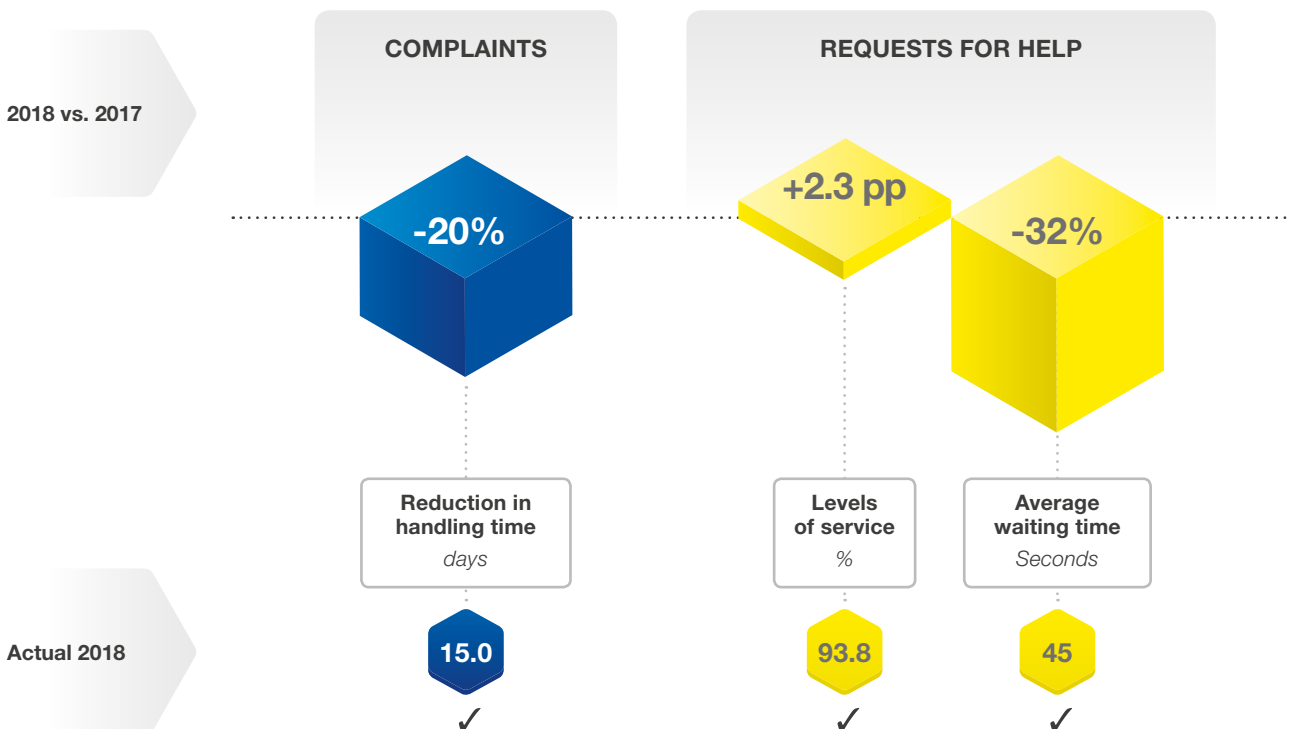 COMPLAINTS
REQUESTS FOR HELP
2018 vs. 2017
+2.3 pp
-20%
-32%
Reduction in
handling time
days
Levels
of service
%
Average
waiting time
Seconds
Actual 2018
15.0
93.8
45
✓
✓
✓